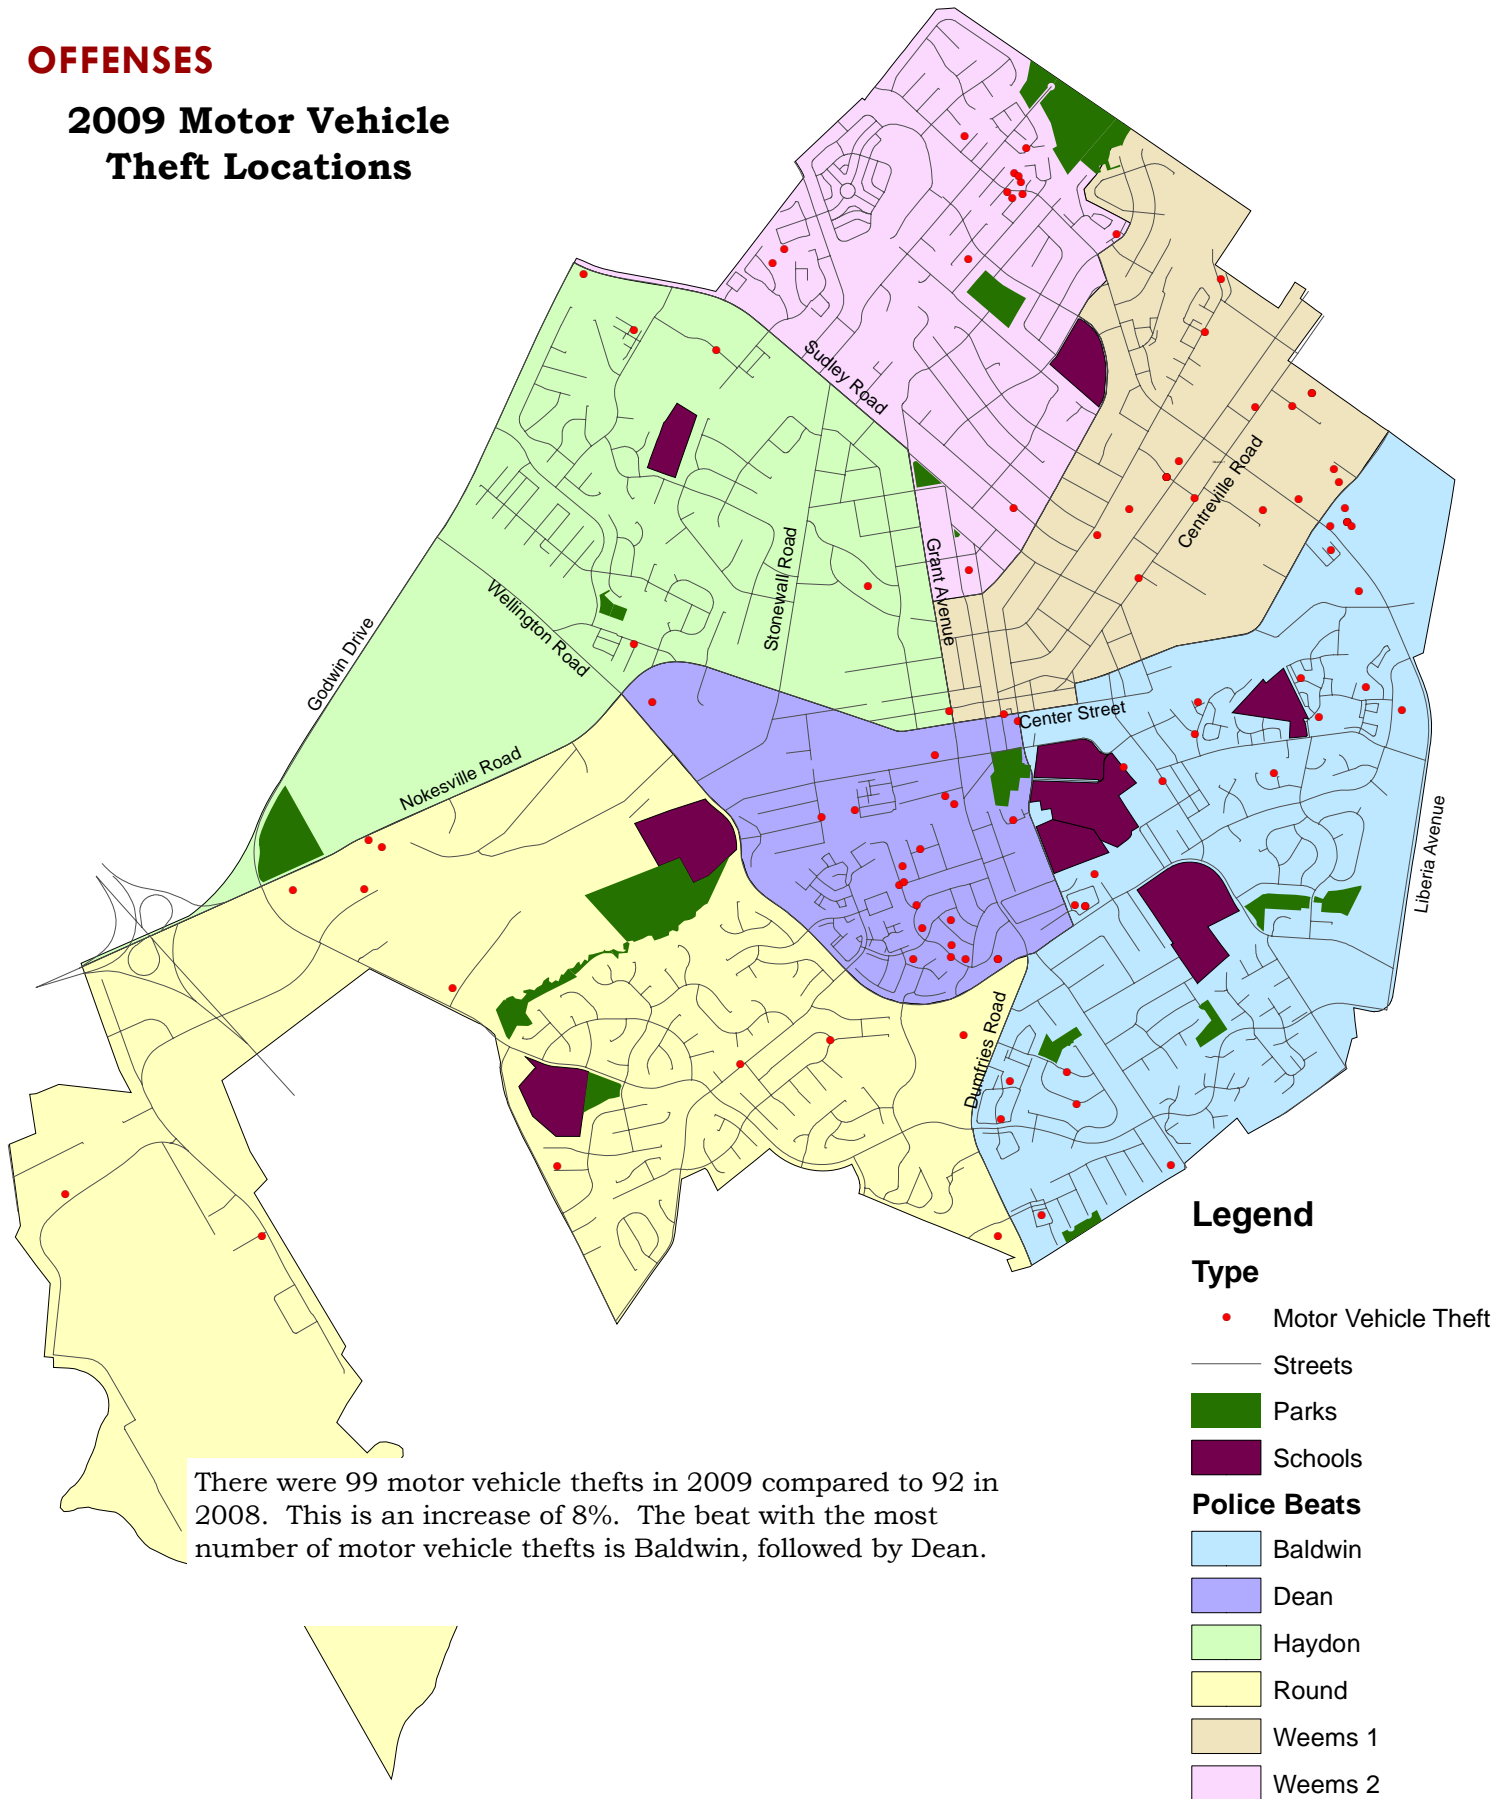 OFFENSES
2009 Motor Vehicle
Theft Locations
Sudley Road
Centreville Road
Grant Avenue
Stonewall Road
Wellington Road
Godwin Drive
Center Street
Nokesville Road
Liberia Avenue
Dumfries Road
Legend
Type
Motor Vehicle Theft
Streets
Parks
Schools
Police Beats
Baldwin
Dean
Haydon
Round
Weems 1
Weems 2
There were 99 motor vehicle thefts in 2009 compared to 92 in
2008.  This is an increase of 8%.  The beat with the most
number of motor vehicle thefts is Baldwin, followed by Dean.